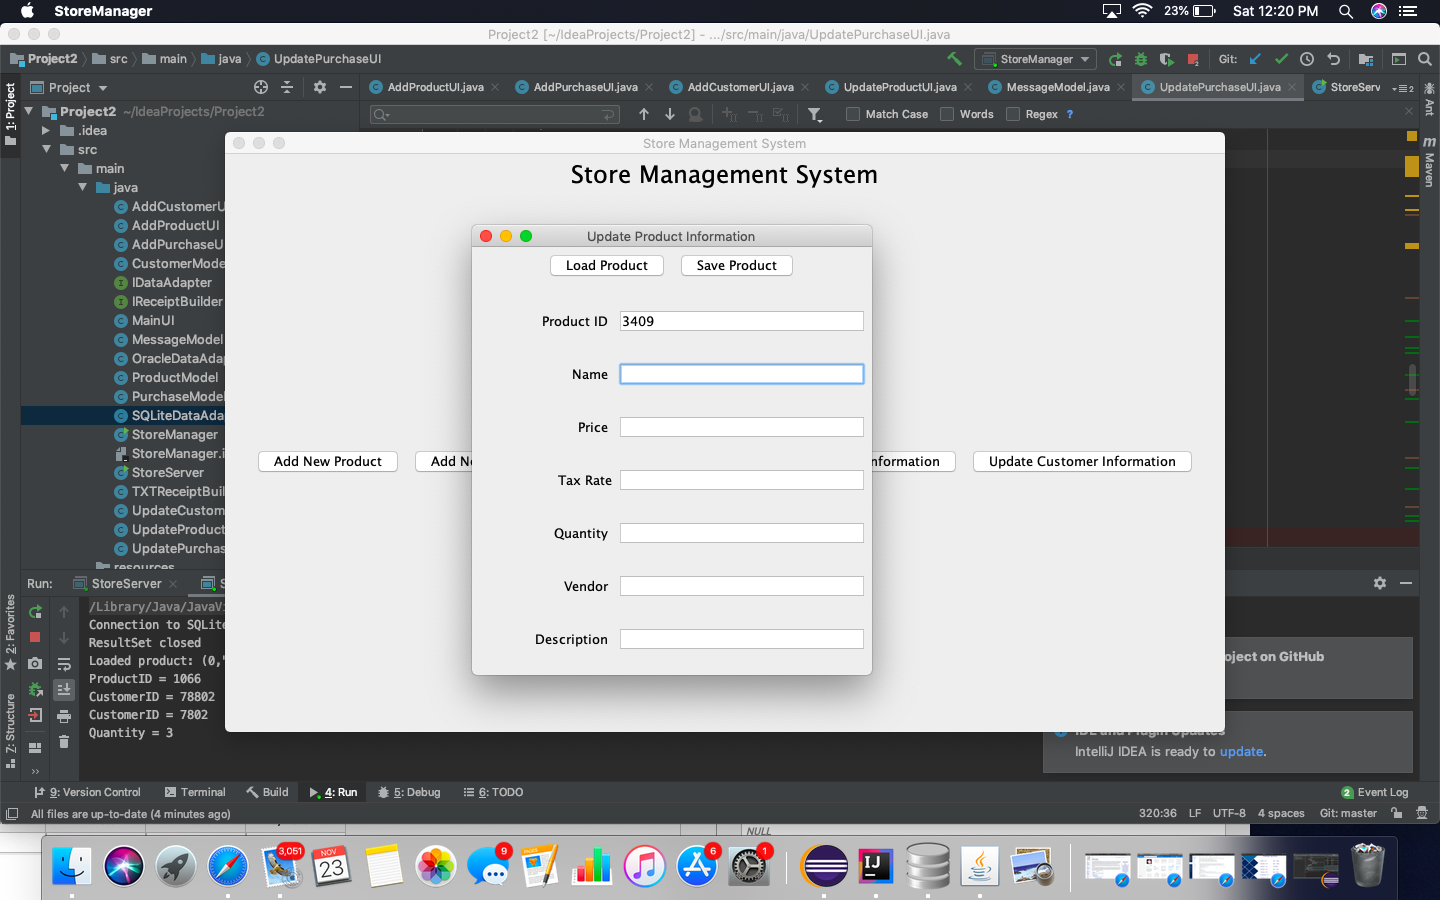 StoreManager
23%
Sat 12:20 PM
Project2 [~/IdeaProjects/Project2] - .../src/main/java/UpdatePurchaseUI.java
Project2 src main java UpdatePurchaseUI
StoreManager
Git:
Project
AddProductUI.java
AddPurchaseUI.java
AddCustomerUI.java
UpdateProductUI.java
MessageModel.java
UpdatePurchaseUI.java
StoreServ
2
Match Case
Words
Regex ?
1: Project
2: Favorites
7: Structure
Ant
m Maven
Project2 ~/IdeaProjects/Project2
.idea
src
main
java
AddCustomerU
AddProductUI
AddPurchaseU
CustomerMode
IDataAdapter
IReceiptBuilder
MainUI
MessageModel
OracleDataAda
ProductModel
PurchaseModel
SQLiteDataAda
StoreManager
StoreManager.i
StoreServer
TXTReceiptBuil
UpdateCustom
UpdateProduct
UpdatePurchas
resources
Store Management System
Store Management System
Add New Product
Add Ne
nformation
Update Customer Information
Update Product Information
Load Product
Save Product
Product ID 3409
Name
Price
Tax Rate
Quantity
Vendor
Description
Run:
StoreServer
/Library/Java/JavaVi
Connection to SQLite
ResultSet closed
Loaded product: (0,
ProductID = 1066
CustomerID = 78802
CustomerID = 7802
Quantity = 3
oject on GitHub
IDE and Plugin Updates
IntelliJ IDEA is ready to update.
9: Version Control
Terminal
Build
4: Run
5: Debug
6: TODO
2 Event Log
All files are up-to-date (4 minutes ago)
320:36
LF
UTF-8
4 spaces
Git: master
NULL
3,051
NOV
23
9
6
1
IJ